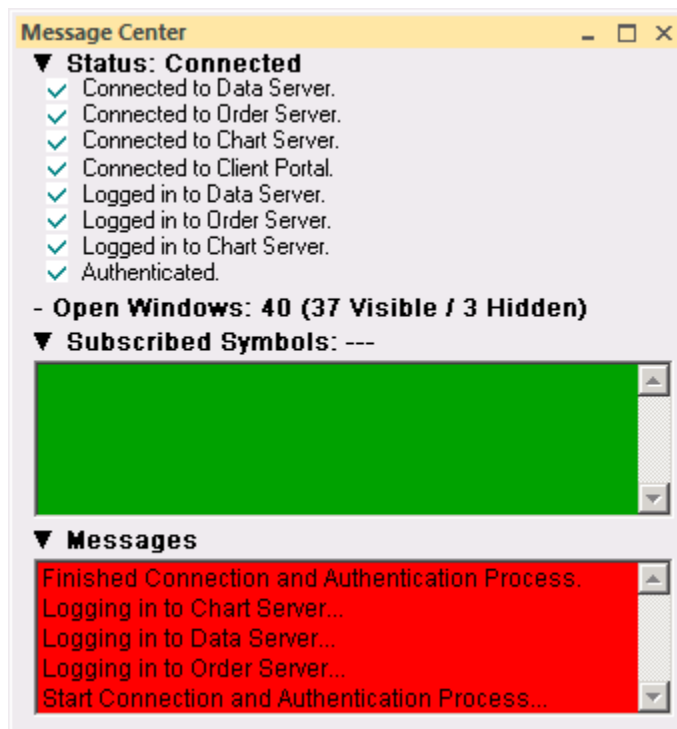 Message Center
▼ Status: Connected
Connected to Data Server.
Connected to Order Server.
Connected to Chart Server.
Connected to Client Portal.
Logged in to Data Server.
Logged in to Order Server.
Logged in to Chart Server.
Authenticated.
- Open Windows: 40 (37 Visible / 3 Hidden)
▼ Subscribed Symbols: ---
▼ Messages
Finished Connection and Authentication Process.
Logging in to Chart Server...
Logging in to Data Server...
Logging in to Order Server...
Start Connection and Authentication Process...